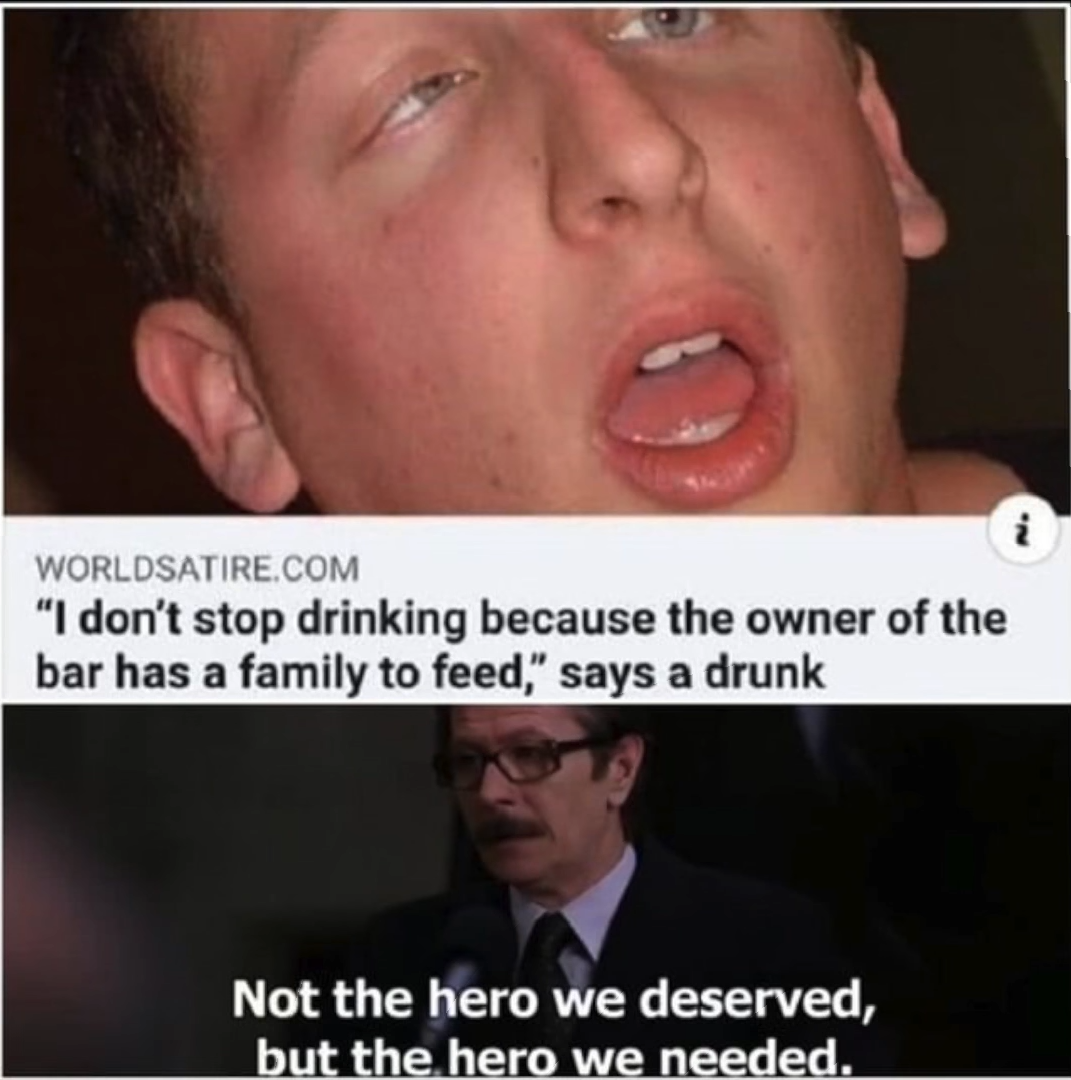 i
WORLDSATIRE.COM
“I don’t stop drinking because the owner of the
bar has a family to feed,” says a drunk
Not the hero we deserved,
but the hero we needed.